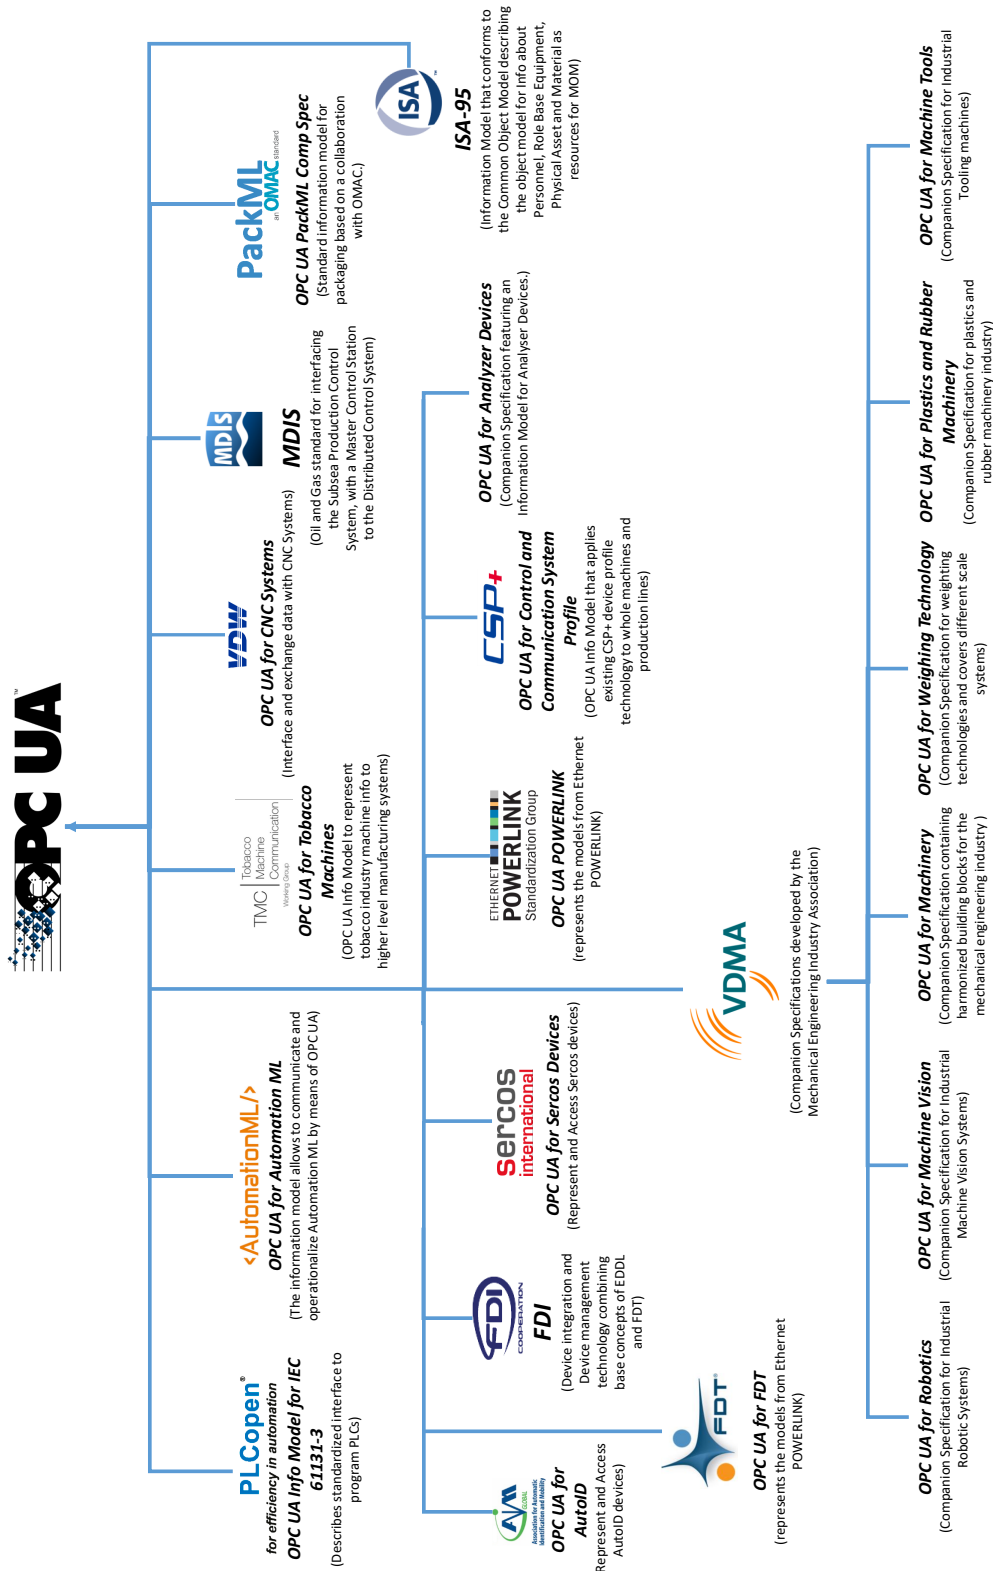 OPC UA™
PLCopen®
for efficiency in automation
OPC UA Info Model for IEC
61131-3
(Describes standardized interface to
program PLCs)
<AutomationML/>
OPC UA for Automation ML
(The information model allows to communicate and
operationalize Automation ML by means of OPC UA)
TMC
Tobacco
Machine
Communication
Working Group
OPC UA for Tobacco
Machines
(OPC UA Info Model to represent
tobacco industry machine info to
higher level manufacturing systems)
VDW
OPC UA for CNC Systems
(Interface and exchange data with CNC Systems)
MDIS
MDIS
(Oil and Gas standard for interfacing
the Subsea Production Control
System, with a Master Control Station
to the Distributed Control System)
PackML
an OMAC standard
OPC UA PackML Comp Spec
(Standard information model for
packaging based on a collaboration
with OMAC.)
ISA™
ISA-95
(Information Model that conforms to
the Common Object Model describing
the object model for Info about
Personnel, Role Base Equipment,
Physical Asset and Material as
resources for MOM)
AIM
GLOBAL
Association for Automatic
Identification and Mobility
OPC UA for
AutoID
Represent and Access
AutoID devices)
FDT®
OPC UA for FDT
(represents the models from Ethernet
POWERLINK)
FDI
COOPERATION
FDI
(Device integration and
Device management
technology combining
base concepts of EDDL
and FDT)
sercos
international
OPC UA for Sercos Devices
(Represent and Access Sercos devices)
ETHERNET
POWERLINK
Standardization Group
OPC UA POWERLINK
(represents the models from Ethernet
POWERLINK)
CSP+
OPC UA for Control and
Communication System
Profile
(OPC UA Info Model that applies
existing CSP+ device profile
technology to whole machines and
production lines)
OPC UA for Analyzer Devices
(Companion Specification featuring an
Information Model for Analyser Devices.)
VDMA
(Companion Specifications developed by the
Mechanical Engineering Industry Association)
OPC UA for Robotics
(Companion Specification for Industrial
Robotic Systems)
OPC UA for Machine Vision
(Companion Specification for Industrial
Machine Vision Systems)
OPC UA for Machinery
(Companion Specification containing
harmonized building blocks for the
mechanical engineering industry )
OPC UA for Weighing Technology
(Companion Specification for weighting
technologies and covers different scale
systems)
OPC UA for Plastics and Rubber
Machinery
(Companion Specification for plastics and
rubber machinery industry)
OPC UA for Machine Tools
(Companion Specification for Industrial
Tooling machines)